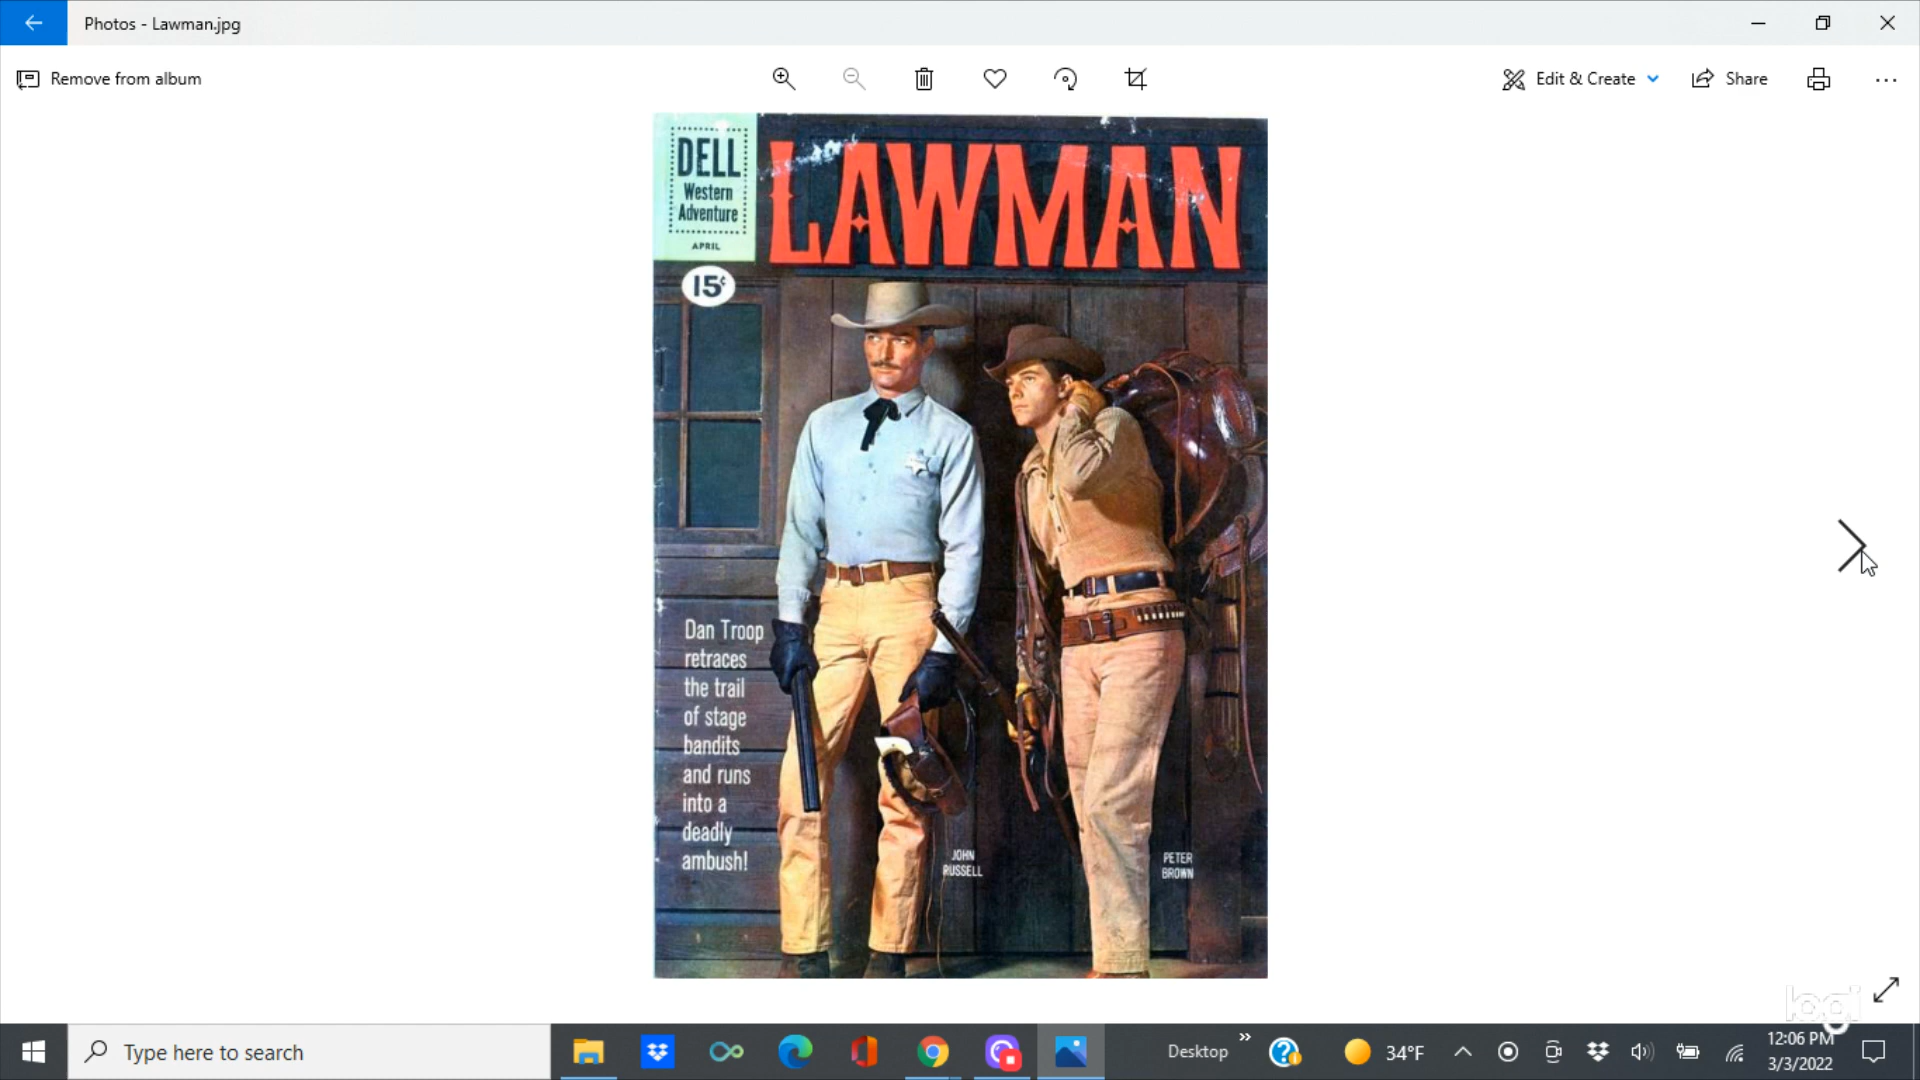 Photos - Lawman.jpg
Remove from album
Edit & Create
Share
DELL
Western
Adventure
APRIL
LAWMAN
15¢
Dan Troop
retraces
the trail
of stage
bandits
and runs
into a
deadly
ambush!
JOHN
RUSSELL
PETER
BROWN
logi
Type here to search
Desktop
34°F
12:06 PM
3/3/2022